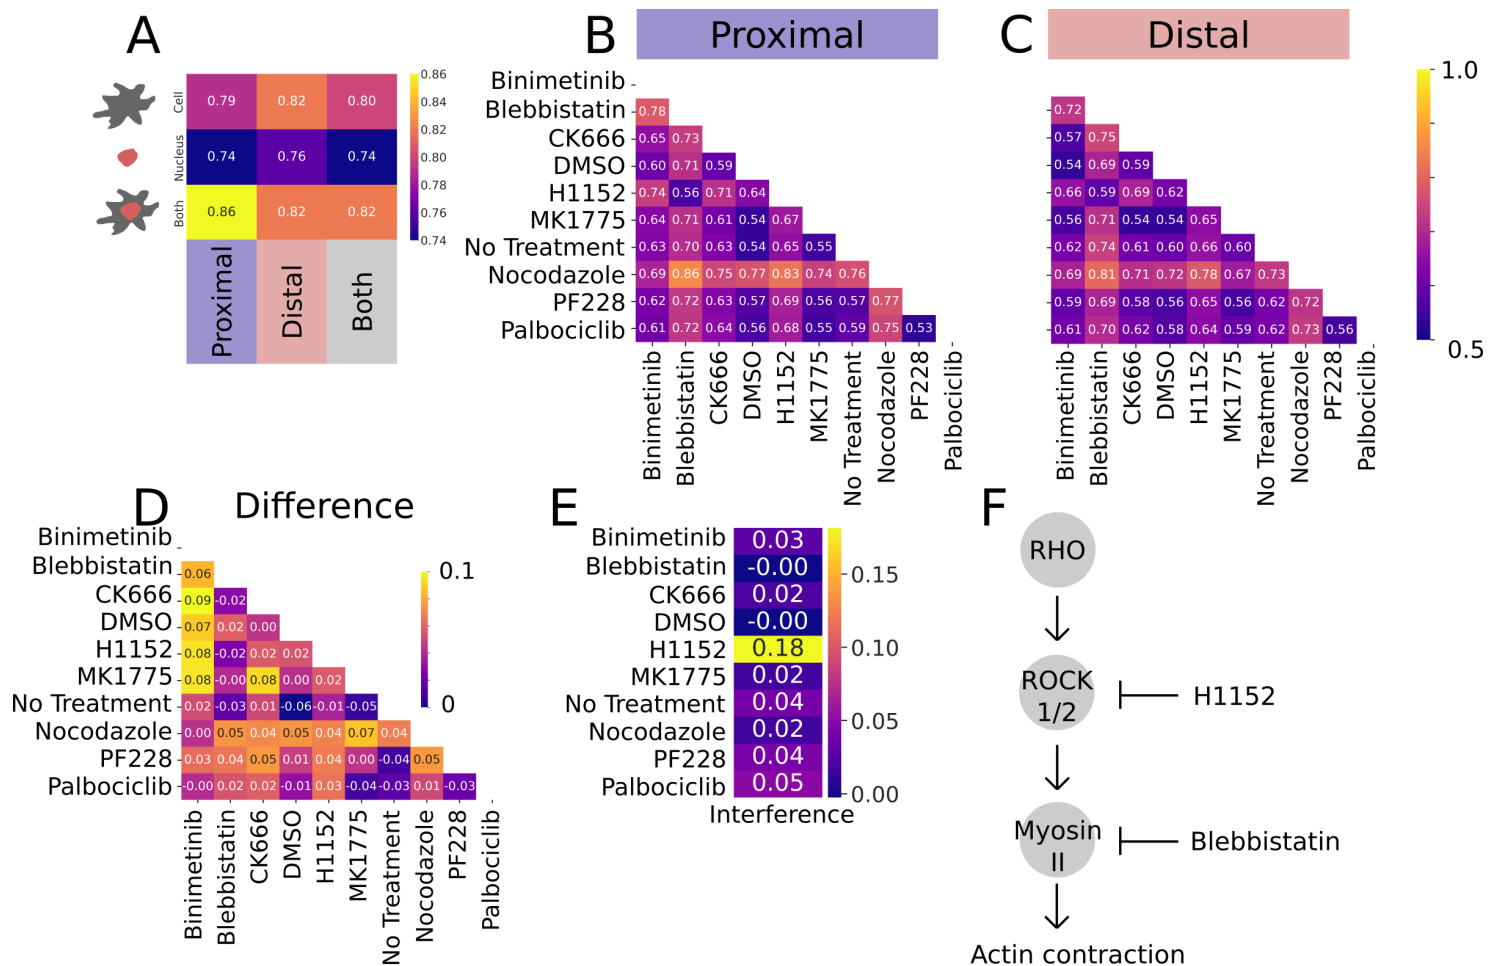 A
Cell
Nucleus
Both
0.79 0.82 0.80
0.74 0.76 0.74
0.86 0.82 0.82
Proximal
Distal
Both
0.86
0.84
0.82
0.80
0.78
0.76
0.74
B
Proximal
Binimetinib
Blebbistatin 0.78
CK666 0.65 0.73
DMSO 0.60 0.71 0.59
H1152 0.74 0.56 0.71 0.64
MK1775 0.64 0.71 0.61 0.54 0.67
No Treatment 0.63 0.70 0.63 0.54 0.65 0.55
Nocodazole 0.69 0.86 0.75 0.77 0.83 0.74 0.76
PF228 0.62 0.72 0.63 0.57 0.69 0.56 0.57 0.77
Palbociclib 0.61 0.72 0.64 0.56 0.68 0.55 0.59 0.75 0.53
Binimetinib
Blebbistatin
CK666
DMSO
H1152
MK1775
No Treatment
Nocodazole
PF228
Palbociclib
C
Distal
0.72
0.57 0.75
0.54 0.69 0.59
0.66 0.59 0.69 0.62
0.56 0.71 0.54 0.54 0.65
0.62 0.74 0.61 0.60 0.66 0.60
0.69 0.81 0.71 0.72 0.78 0.67 0.73
0.59 0.69 0.58 0.56 0.65 0.56 0.62 0.72
0.61 0.70 0.62 0.58 0.64 0.59 0.62 0.73 0.56
Binimetinib
Blebbistatin
CK666
DMSO
H1152
MK1775
No Treatment
Nocodazole
PF228
Palbociclib
1.0
0.5
D
Difference
Binimetinib
Blebbistatin 0.06
CK666 0.09 -0.02
DMSO 0.07 0.02 0.00
H1152 0.08 -0.02 0.02 0.02
MK1775 0.08 -0.00 0.08 0.00 0.02
No Treatment 0.02 -0.03 0.01 -0.06 -0.01 -0.05
Nocodazole 0.00 0.05 0.04 0.05 0.04 0.07 0.04
PF228 0.03 0.04 0.05 0.01 0.04 0.00 -0.04 0.05
Palbociclib -0.00 0.02 0.02 -0.01 0.03 -0.04 -0.03 0.01 -0.03
Binimetinib
Blebbistatin
CK666
DMSO
H1152
MK1775
No Treatment
Nocodazole
PF228
Palbociclib
0.1
0
E
Binimetinib 0.03
Blebbistatin -0.00
CK666 0.02
DMSO -0.00
H1152 0.18
MK1775 0.02
No Treatment 0.04
Nocodazole 0.02
PF228 0.04
Palbociclib 0.05
Interference
0.15
0.10
0.05
0.00
F
RHO
ROCK
1/2
H1152
Myosin
II
Blebbistatin
Actin contraction